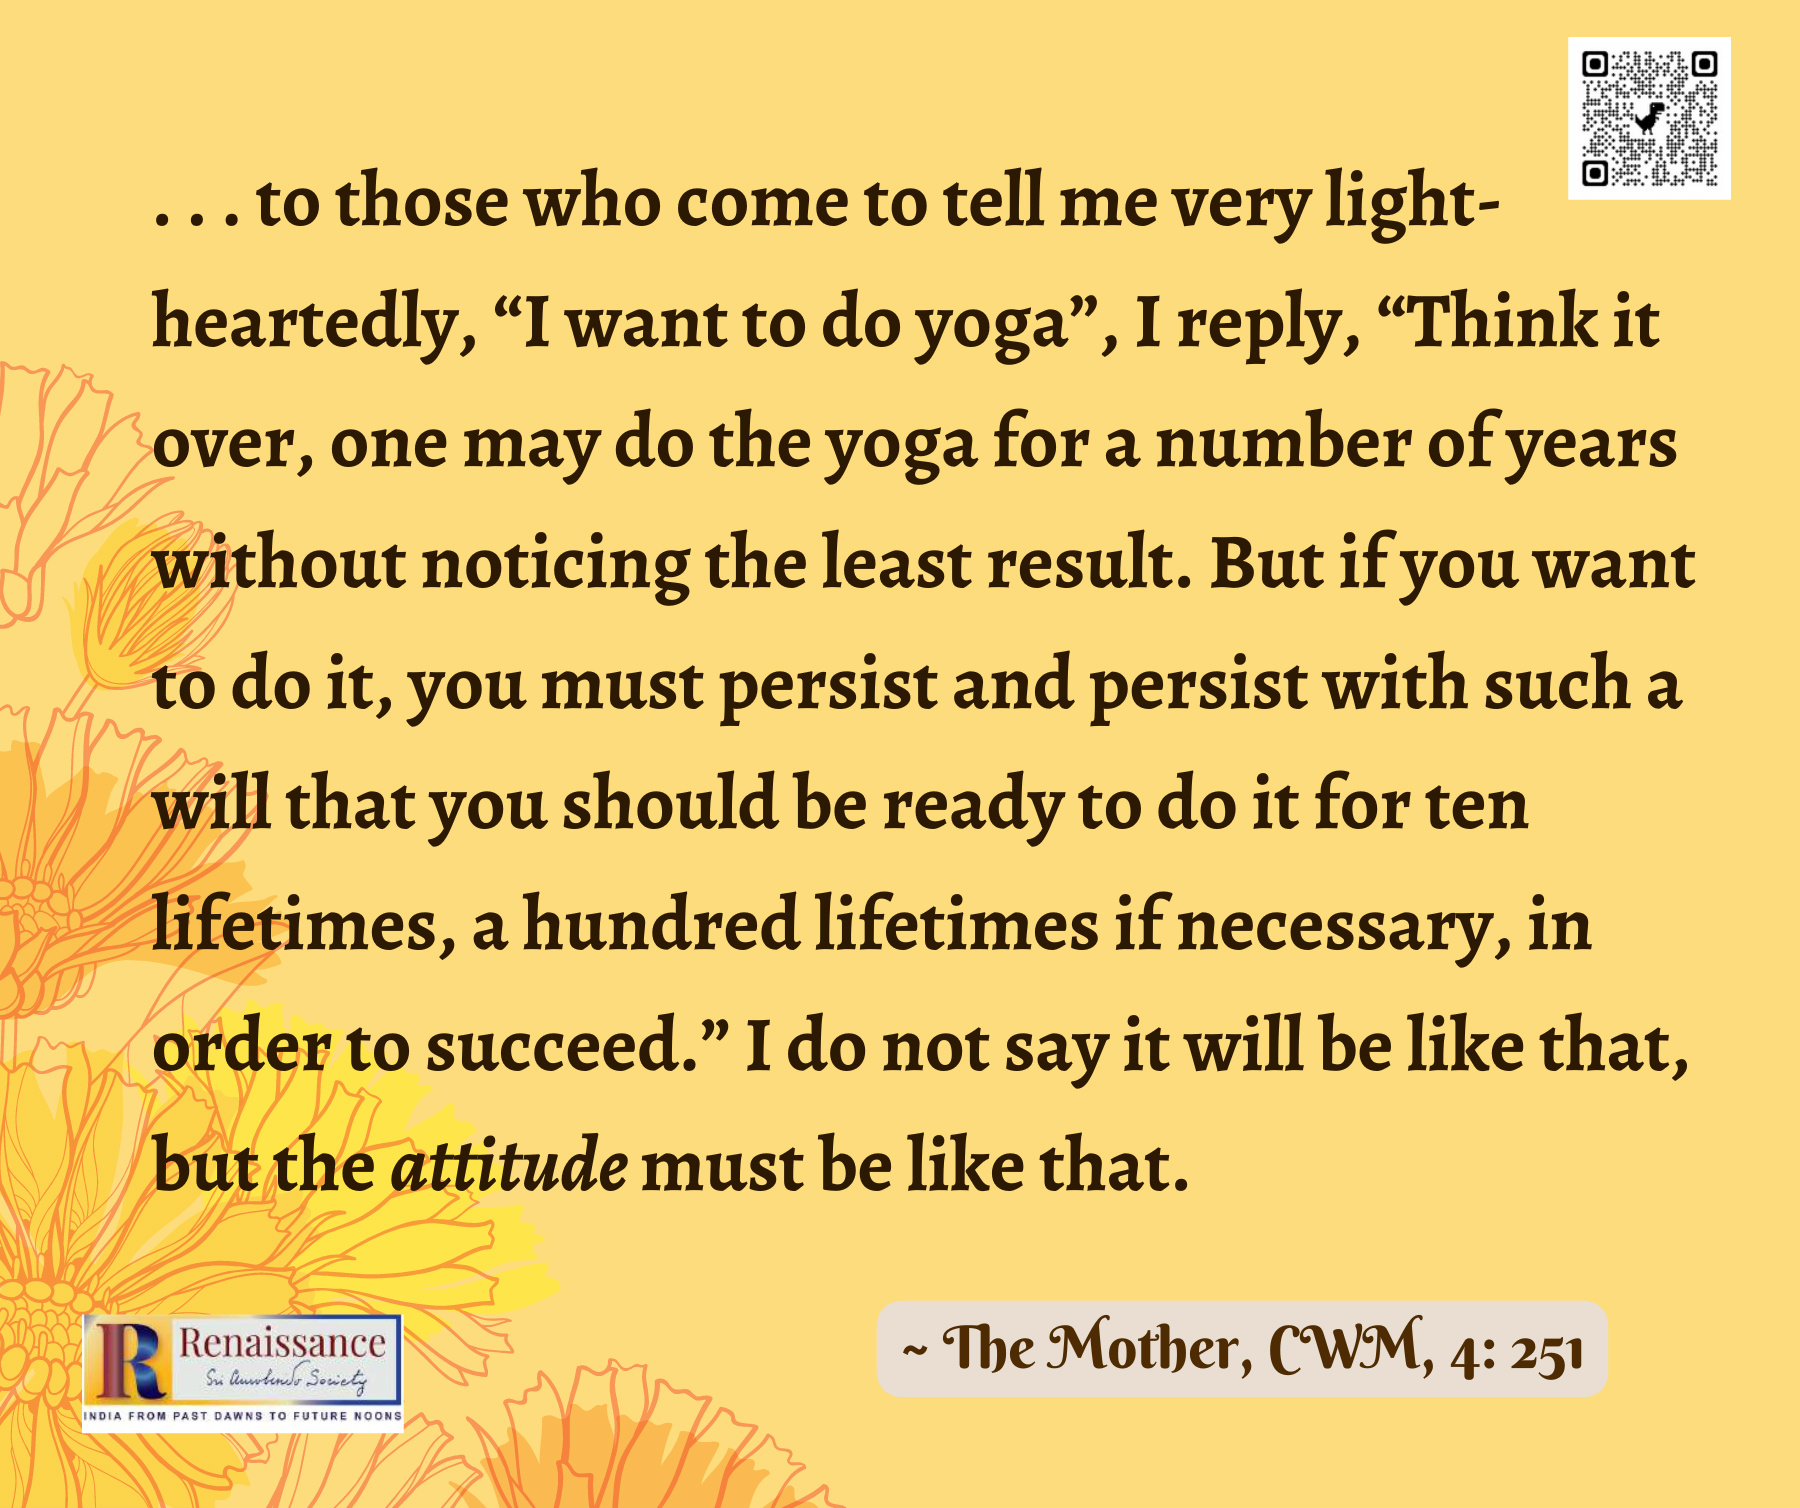 . . . to those who come to tell me very light-
heartedly, “I want to do yoga”, I reply, “Think it
over, one may do the yoga for a number of years
without noticing the least result. But if you want
to do it, you must persist and persist with such a
will that you should be ready to do it for ten
lifetimes, a hundred lifetimes if necessary, in
order to succeed.” I do not say it will be like that,
but the attitude must be like that.
~ The Mother, CWM, 4: 251
R Renaissance
Sri Aurobindo Society
INDIA FROM PAST DAWNS TO FUTURE NOONS